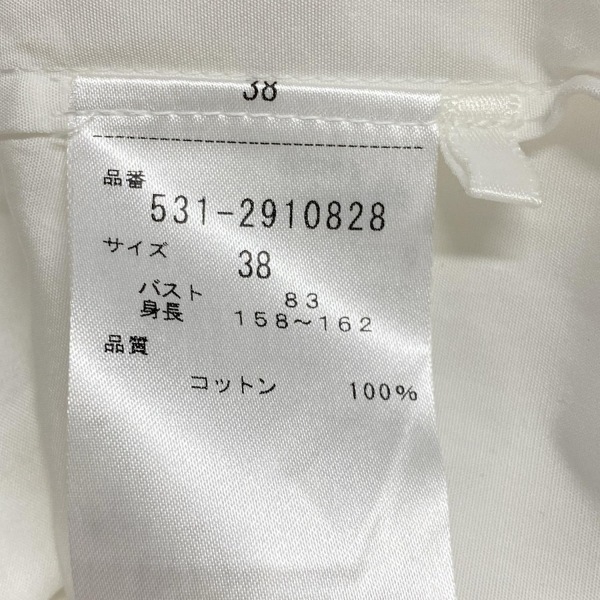 38
品番
531-2910828
サイズ
38
バスト 83
身長 158～162
品質
コットン 100%